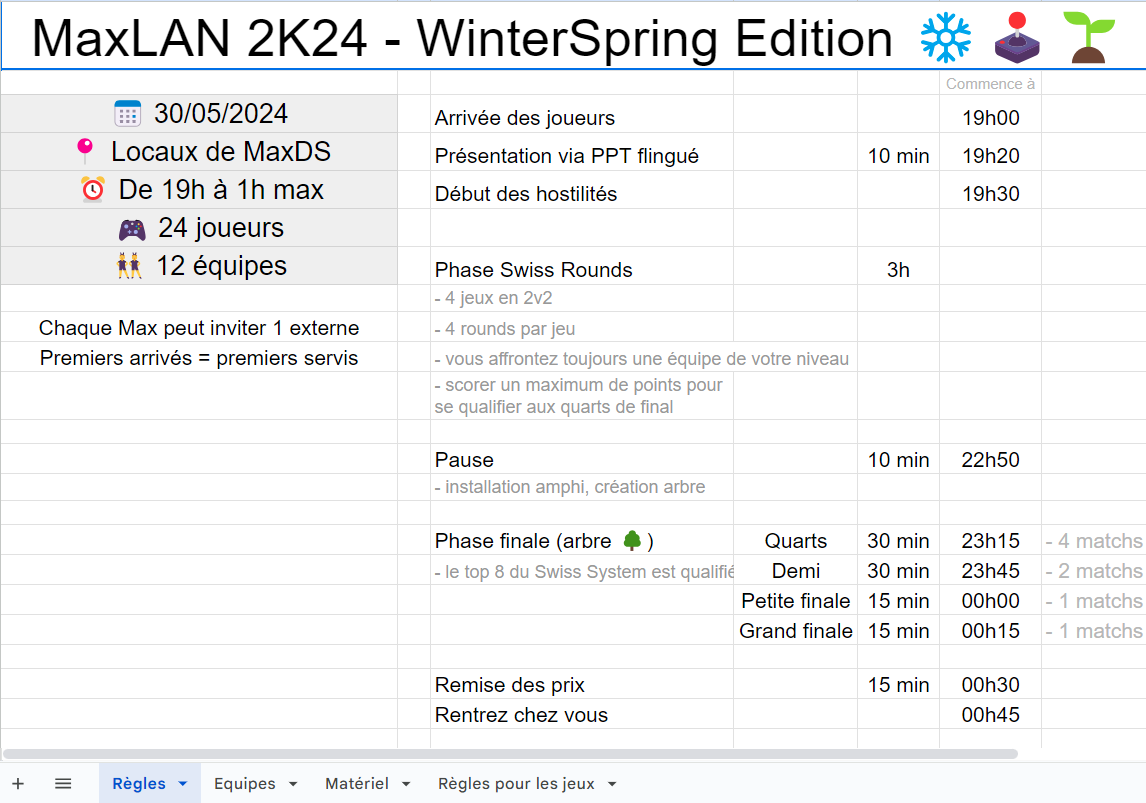 MaxLAN 2K24 - WinterSpring Edition
Commence à
30/05/2024
Arrivée des joueurs 19h00
Locaux de MaxDS
Présentation via PPT flingué 10 min 19h20
De 19h à 1h max
Début des hostilités 19h30
24 joueurs
12 équipes
Phase Swiss Rounds 3h
- 4 jeux en 2v2
Chaque Max peut inviter 1 externe
- 4 rounds par jeu
Premiers arrivés = premiers servis
- vous affrontez toujours une équipe de votre niveau
- scorer un maximum de points pour
se qualifier aux quarts de final
Pause 10 min 22h50
- installation amphi, création arbre
Phase finale (arbre ) Quarts 30 min 23h15 - 4 matchs
- le top 8 du Swiss System est qualifié Demi 30 min 23h45 - 2 matchs
Petite finale 15 min 00h00 - 1 matchs
Grand finale 15 min 00h15 - 1 matchs
Remise des prix 15 min 00h30
Rentrez chez vous 00h45
Règles Equipes Matériel Règles pour les jeux